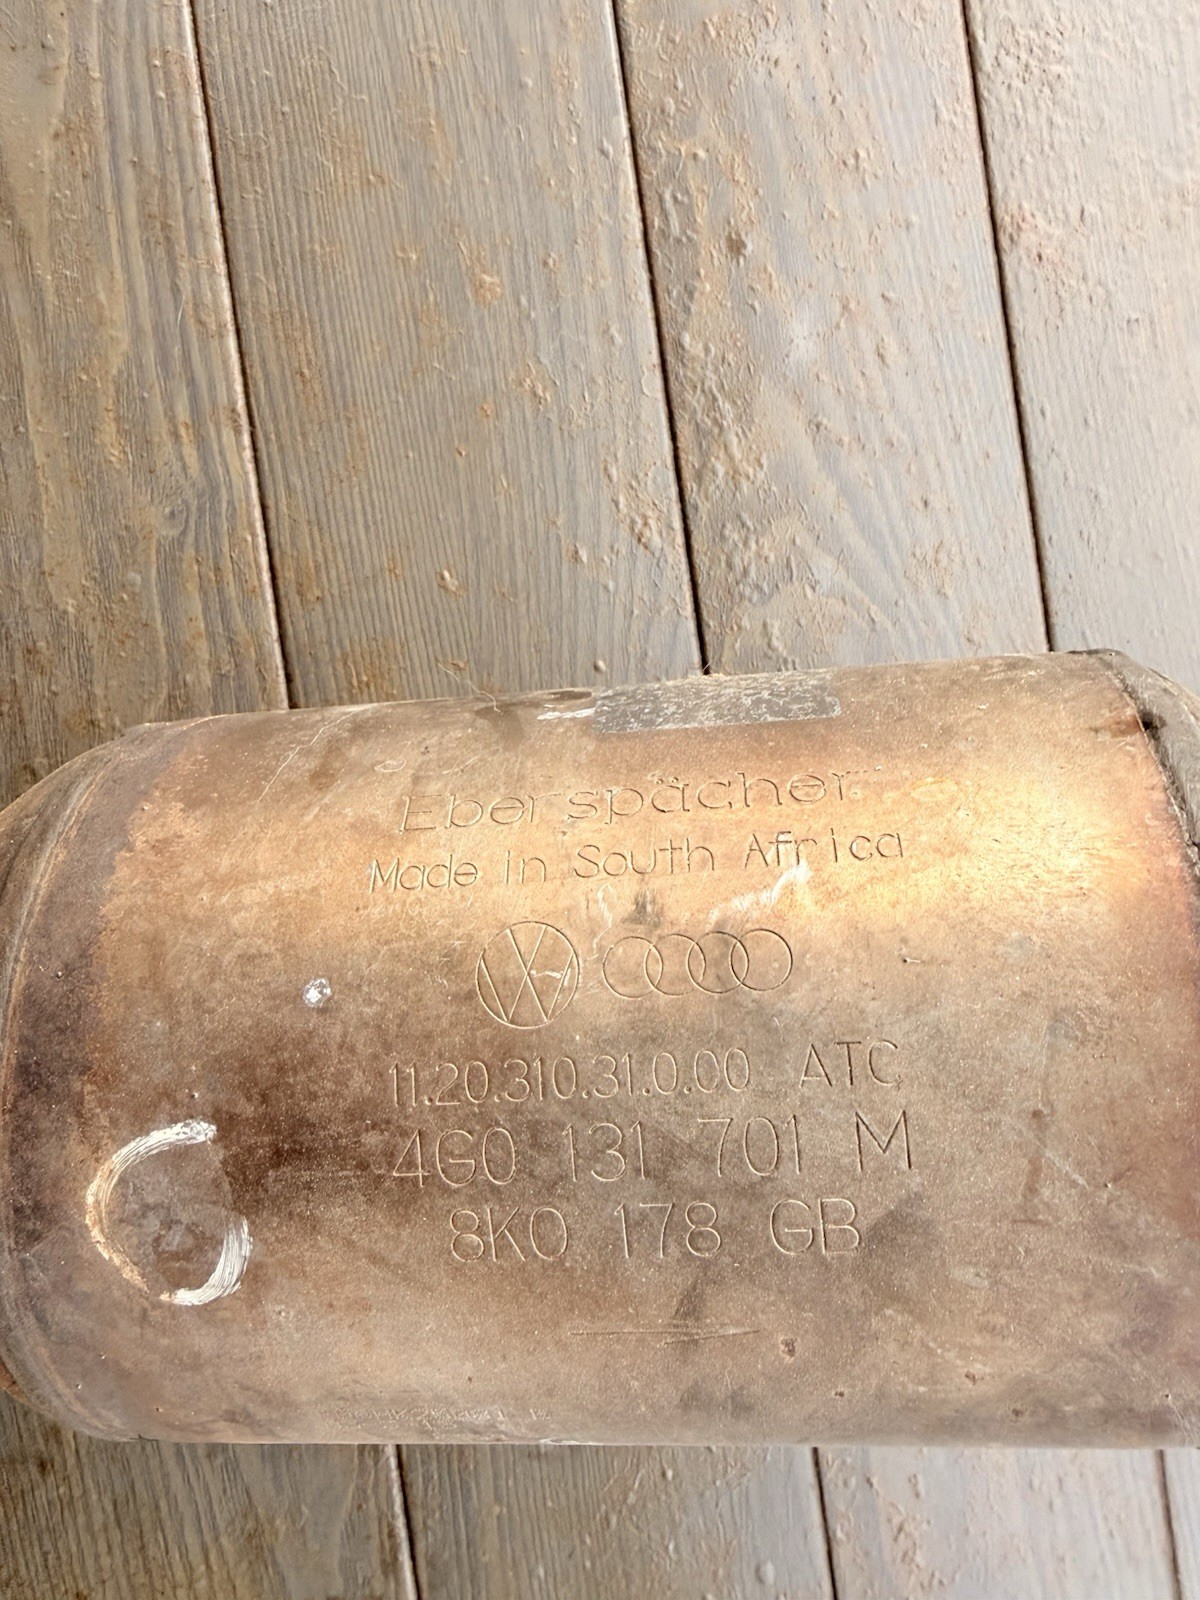 Eberspächer
Made in South Africa
11.20.310.31.0.00 ATC
4G0 131 701 M
8K0 178 GB